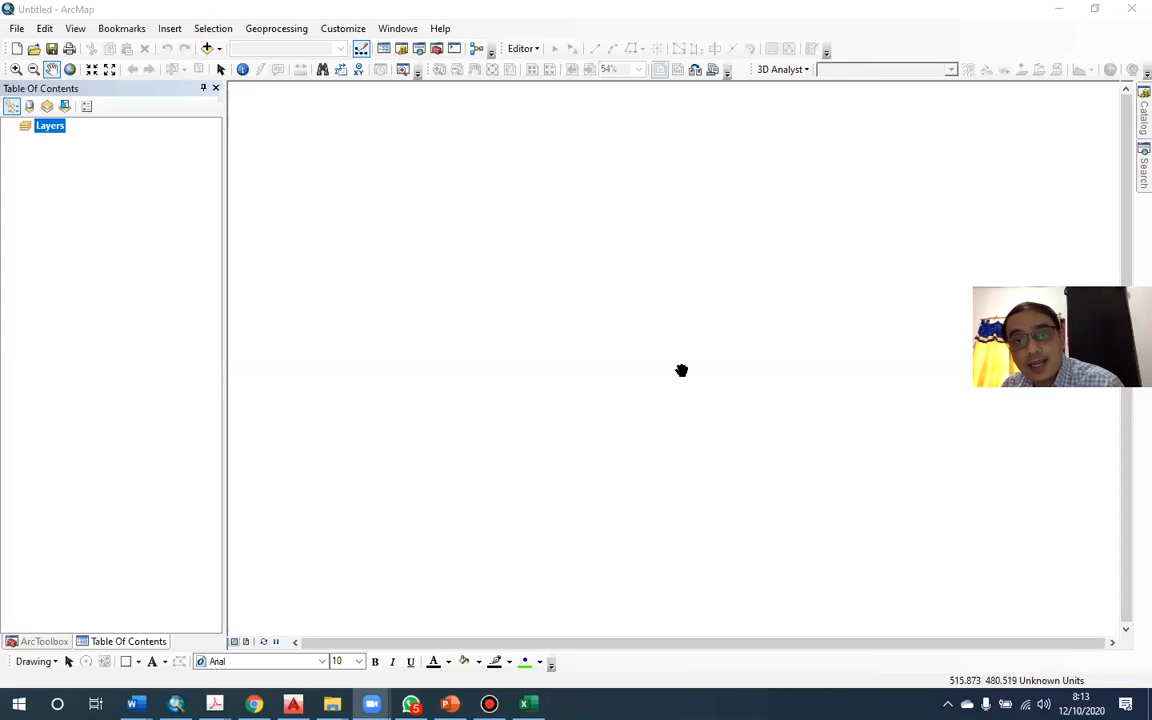 Untitled - ArcMap
File Edit View Bookmarks Insert Selection Geoprocessing Customize Windows Help
Editor
54%
3D Analyst
Table Of Contents
Layers
Catalog
Search
ArcToolbox Table Of Contents
Drawing Arial 10 B I U A
515.873 480.519 Unknown Units
8:13
12/10/2020